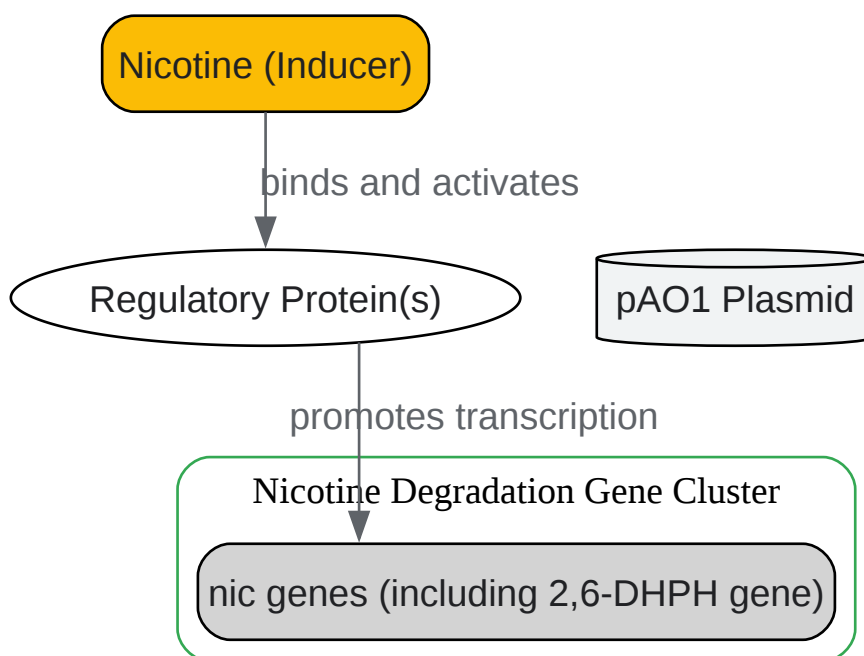 Nicotine (Inducer)
binds and activates
Regulatory Protein(s)
pAO1 Plasmid
promotes transcription
Nicotine Degradation Gene Cluster
nic genes (including 2,6-DHPH gene)